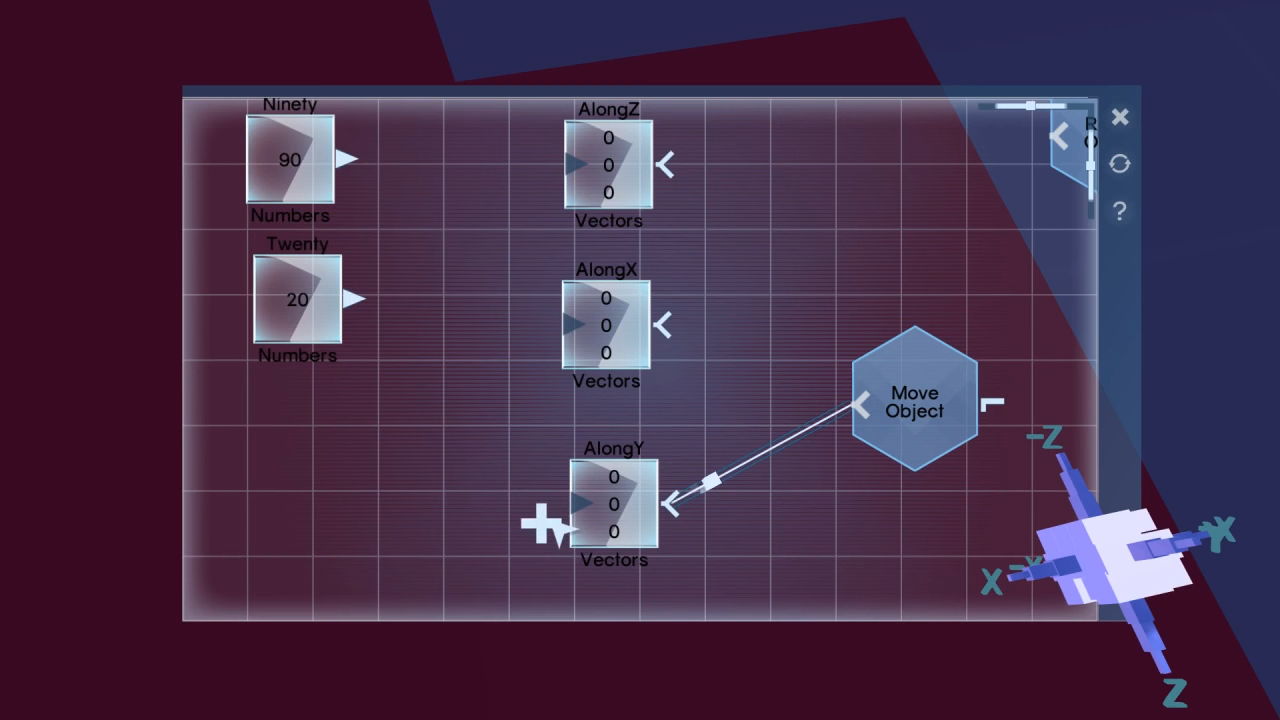 Ninety
90
Numbers
Twenty
20
Numbers
AlongZ
0
0
0
Vectors
AlongX
0
0
0
Vectors
AlongY
0
0
0
Vectors
Move
Object
R
O
?
-Z
X
Z